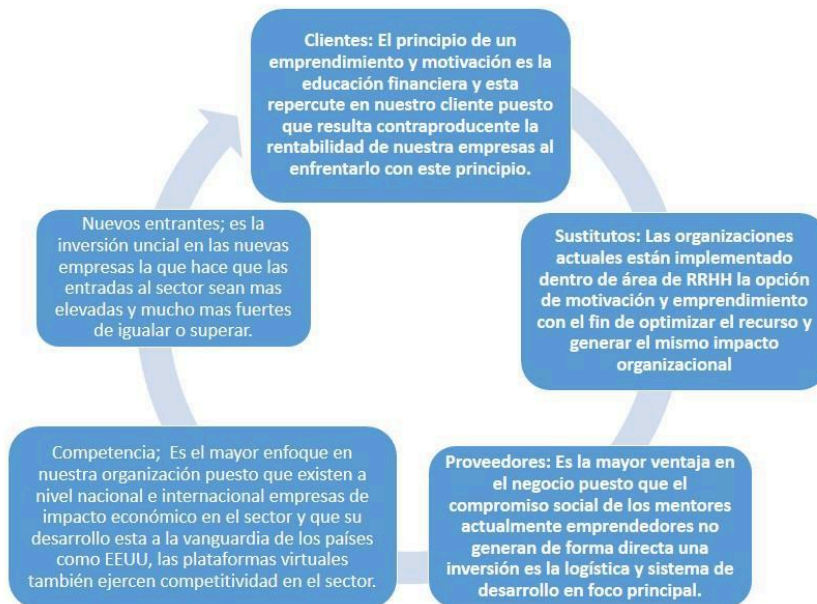 Clientes: El principio de un
emprendimiento y motivación es la
educación financiera y esta
repercute en nuestro cliente puesto
que resulta contraproducente la
rentabilidad de nuestra empresas al
enfrentarlo con este principio.
Sustitutos: Las organizaciones
actuales están implementado
dentro de área de RRHH la opción
de motivación y emprendimiento
con el fin de optimizar el recurso y
generar el mismo impacto
organizacional
Proveedores: Es la mayor ventaja en
el negocio puesto que el
compromiso social de los mentores
actualmente emprendedores no
generan de forma directa una
inversión es la logística y sistema de
desarrollo en foco principal.
Competencia; Es el mayor enfoque en
nuestra organización puesto que existen a
nivel nacional e internacional empresas de
impacto económico en el sector y que su
desarrollo esta a la vanguardia de los países
como EEUU, las plataformas virtuales
también ejercen competitividad en el sector.
Nuevos entrantes; es la
inversión uncial en las nuevas
empresas la que hace que las
entradas al sector sean mas
elevadas y mucho mas fuertes
de igualar o superar.